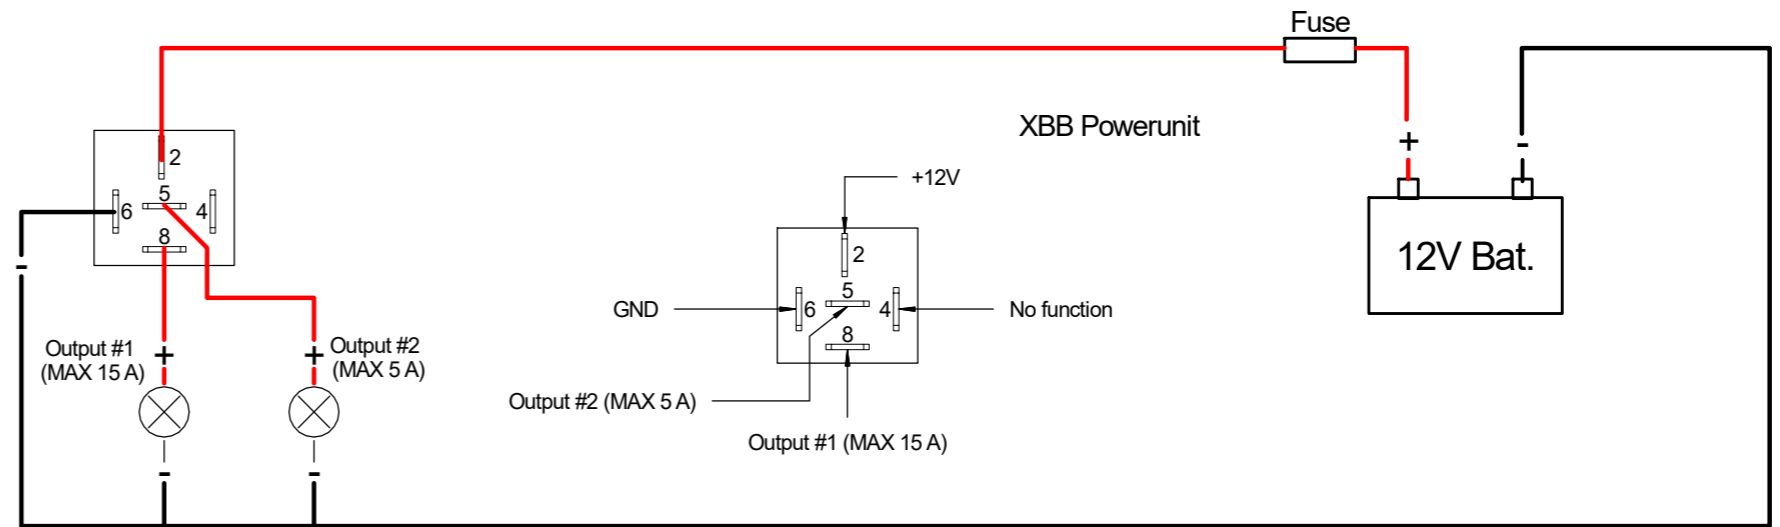 Fuse
XBB Powerunit
+
-
12V Bat.
2
5
6
4
8
-
Output #1
(MAX 15 A)
+
-
+
Output #2
(MAX 5 A)
-
+12V
2
5
GND
6
4
No function
8
Output #2 (MAX 5 A)
Output #1 (MAX 15 A)